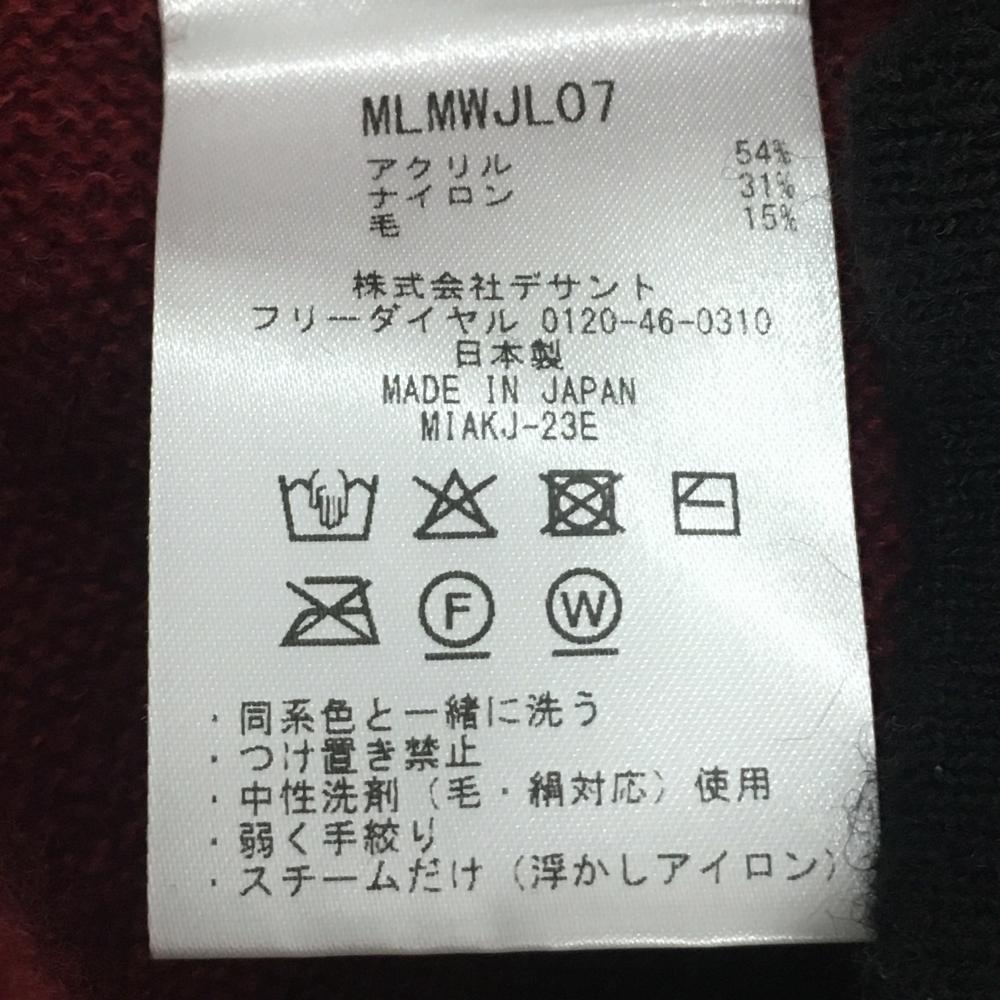 MLMWJL07
アクリル 54%
ナイロン 31%
毛 15%
株式会社デサント
フリーダイヤル 0120-46-0310
日本製
MADE IN JAPAN
MIAKJ-23E
F W
・同系色と一緒に洗う
・つけ置き禁止
・中性洗剤（毛・絹対応）使用
・弱く手絞り
・スチームだけ（浮かしアイロン）